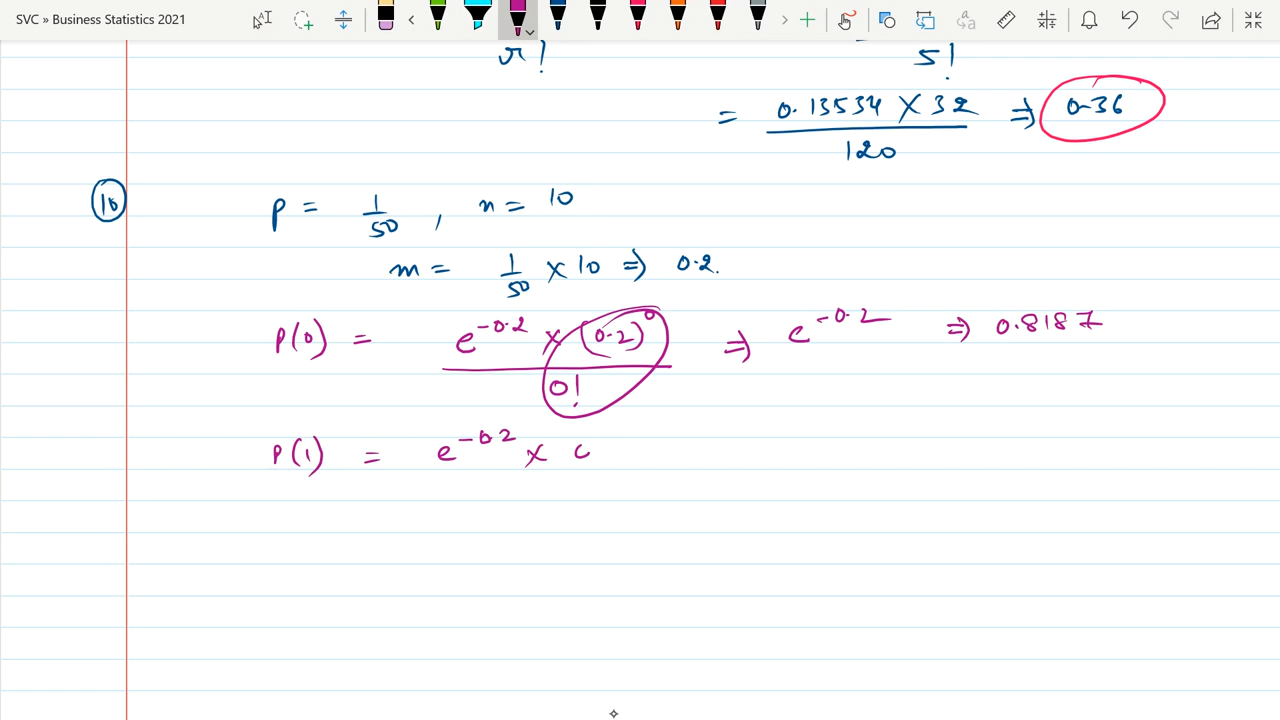 SVC » Business Statistics 2021
r! 5!
= 0.13534 × 32 / 120 ⇒ 0.36
10 P = 1/50 , n = 10
m = 1/50 × 10 ⇒ 0.2.
P(0) = e^-0.2 × (0.2)^0 / 0! ⇒ e^-0.2 ⇒ 0.8187
P(1) = e^-0.2 ×